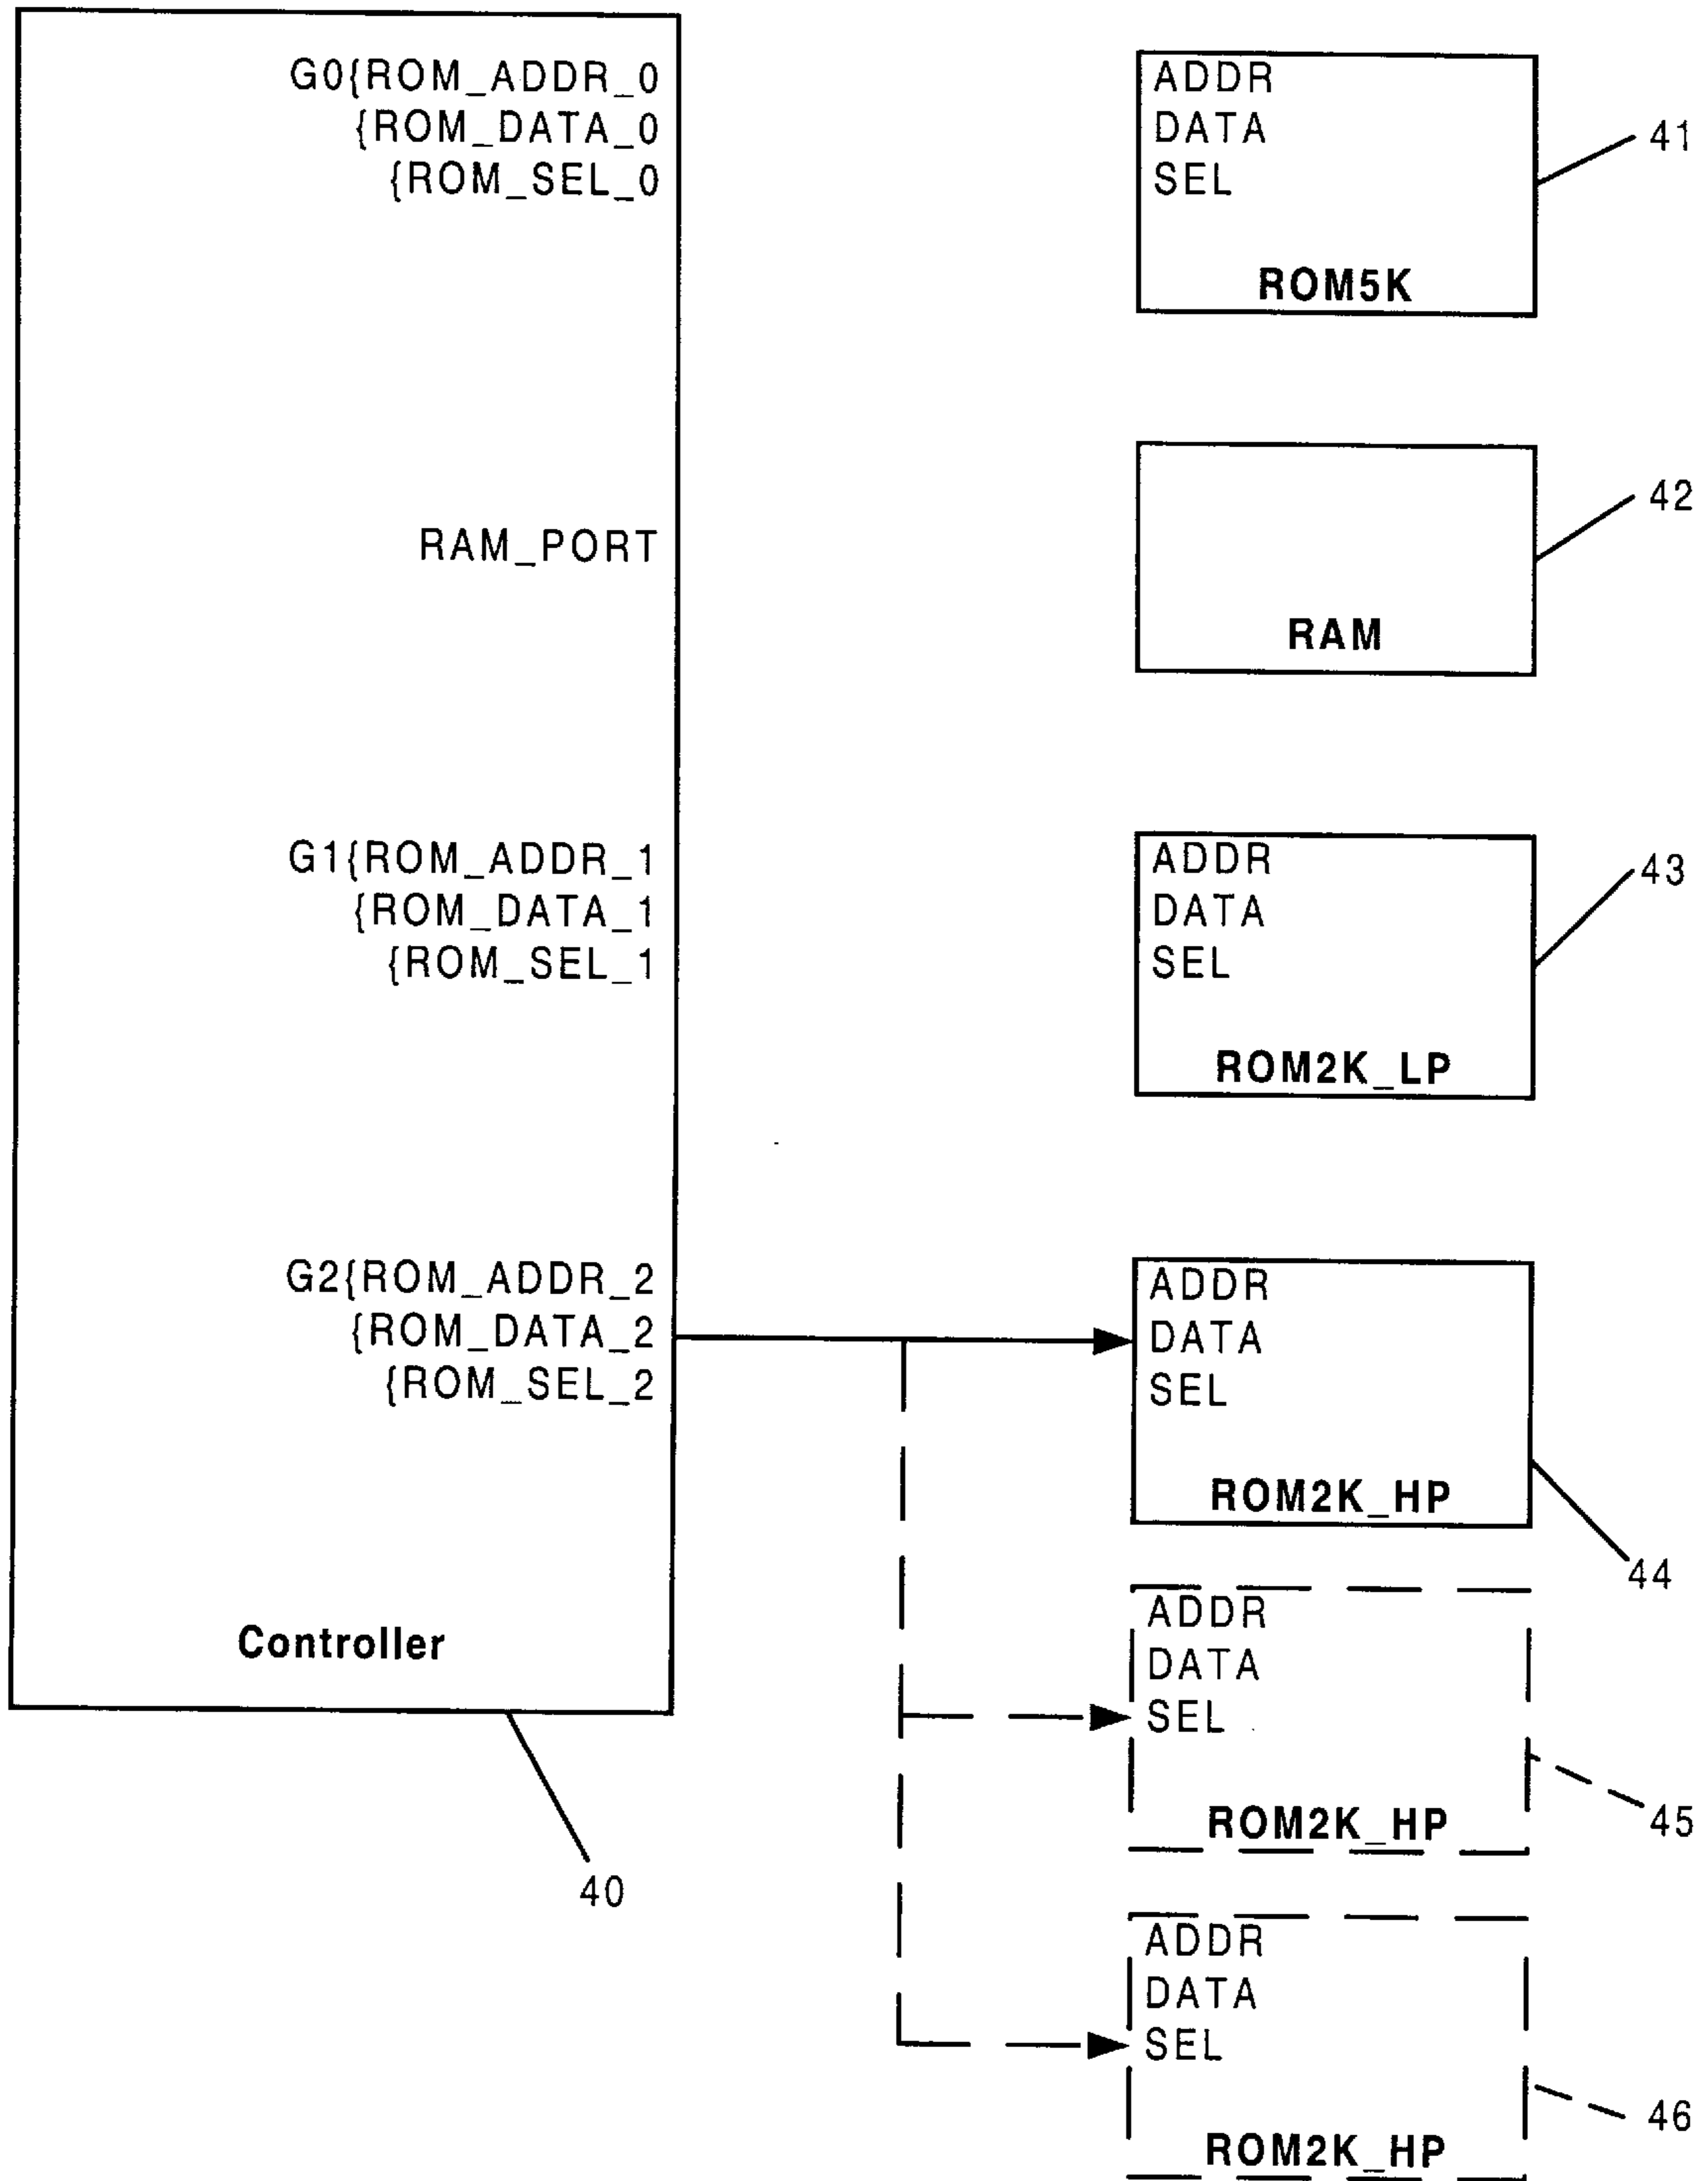 G0{ROM_ADDR_0
{ROM_DATA_0
{ROM_SEL_0
RAM_PORT
G1{ROM_ADDR_1
{ROM_DATA_1
{ROM_SEL_1
G2{ROM_ADDR_2
{ROM_DATA_2
{ROM_SEL_2
Controller
40
ADDR
DATA
SEL
ROM5K
41
RAM
42
ADDR
DATA
SEL
ROM2K_LP
43
ADDR
DATA
SEL
ROM2K_HP
44
ADDR
DATA
SEL
ROM2K_HP
45
ADDR
DATA
SEL
ROM2K_HP
46